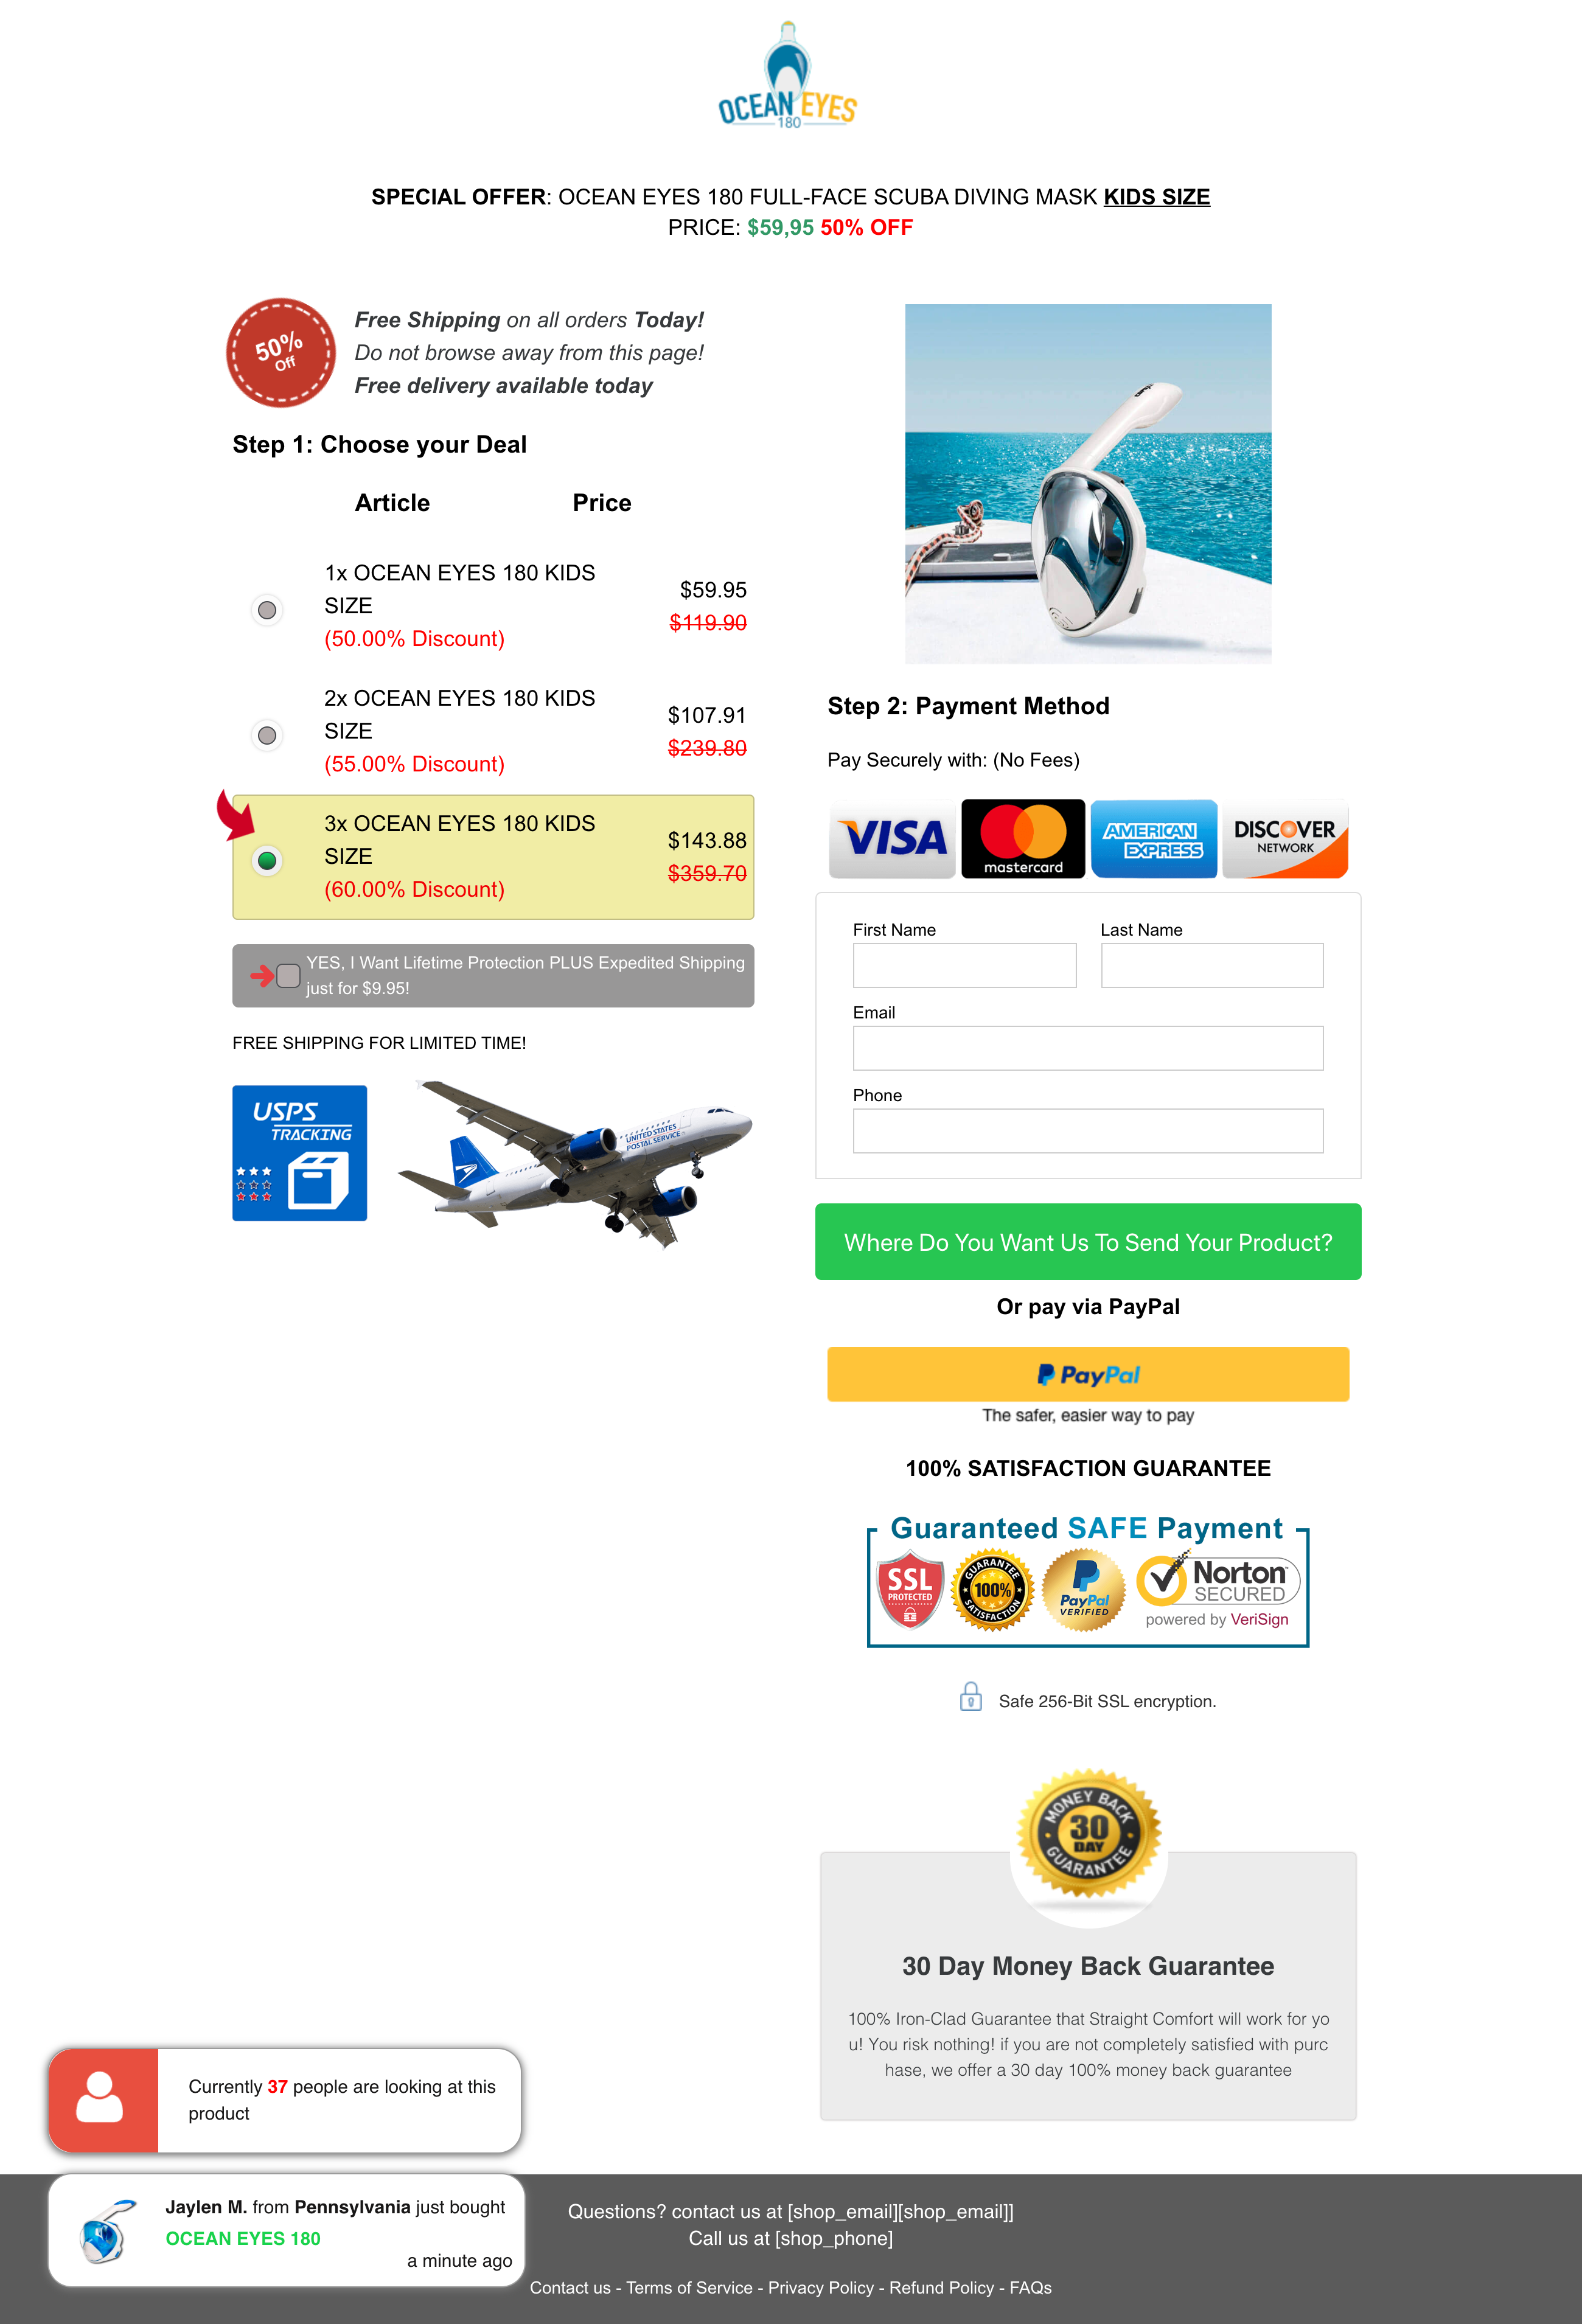 OCEAN EYES
180
SPECIAL OFFER: OCEAN EYES 180 FULL-FACE SCUBA DIVING MASK KIDS SIZE
PRICE: $59,95 50% OFF
50%
Off
Free Shipping on all orders Today!
Do not browse away from this page!
Free delivery available today
Step 1: Choose your Deal
Article Price
1x OCEAN EYES 180 KIDS
SIZE
(50.00% Discount)
$59.95
$119.90
2x OCEAN EYES 180 KIDS
SIZE
(55.00% Discount)
$107.91
$239.80
3x OCEAN EYES 180 KIDS
SIZE
(60.00% Discount)
$143.88
$359.70
YES, I Want Lifetime Protection PLUS Expedited Shipping
just for $9.95!
FREE SHIPPING FOR LIMITED TIME!
USPS
TRACKING
UNITED STATES
POSTAL SERVICE
Step 2: Payment Method
Pay Securely with: (No Fees)
VISA
mastercard
AMERICAN
EXPRESS
DISCOVER
NETWORK
First Name Last Name
Email
Phone
Where Do You Want Us To Send Your Product?
Or pay via PayPal
PayPal
The safer, easier way to pay
100% SATISFACTION GUARANTEE
Guaranteed SAFE Payment
SSL
PROTECTED
GUARANTEE
100%
SATISFACTION
PayPal
VERIFIED
Norton
SECURED
powered by VeriSign
Safe 256-Bit SSL encryption.
MONEY BACK
30
DAY
GUARANTEE
30 Day Money Back Guarantee
100% Iron-Clad Guarantee that Straight Comfort will work for yo
u! You risk nothing! if you are not completely satisfied with purc
hase, we offer a 30 day 100% money back guarantee
Currently 37 people are looking at this
product
Jaylen M. from Pennsylvania just bought
OCEAN EYES 180
a minute ago
Questions? contact us at [shop_email][shop_email]]
Call us at [shop_phone]
Contact us - Terms of Service - Privacy Policy - Refund Policy - FAQs